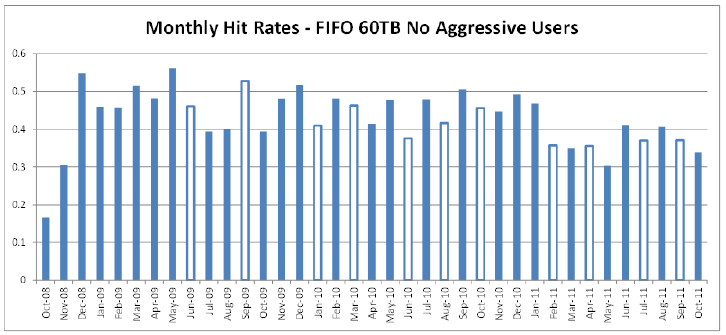 Monthly Hit Rates - FIFO 60TB No Aggressive Users
0.6
0.5
0.4
0.3
0.2
0.1
0
Oct-08
Nov-08
Dec-08
Jan-09
Feb-09
Mar-09
Apr-09
May-09
Jun-09
Jul-09
Aug-09
Sep-09
Oct-09
Nov-09
Dec-09
Jan-10
Feb-10
Mar-10
Apr-10
May-10
Jun-10
Jul-10
Aug-10
Sep-10
Oct-10
Nov-10
Dec-10
Jan-11
Feb-11
Mar-11
Apr-11
May-11
Jun-11
Jul-11
Aug-11
Sep-11
Oct-11